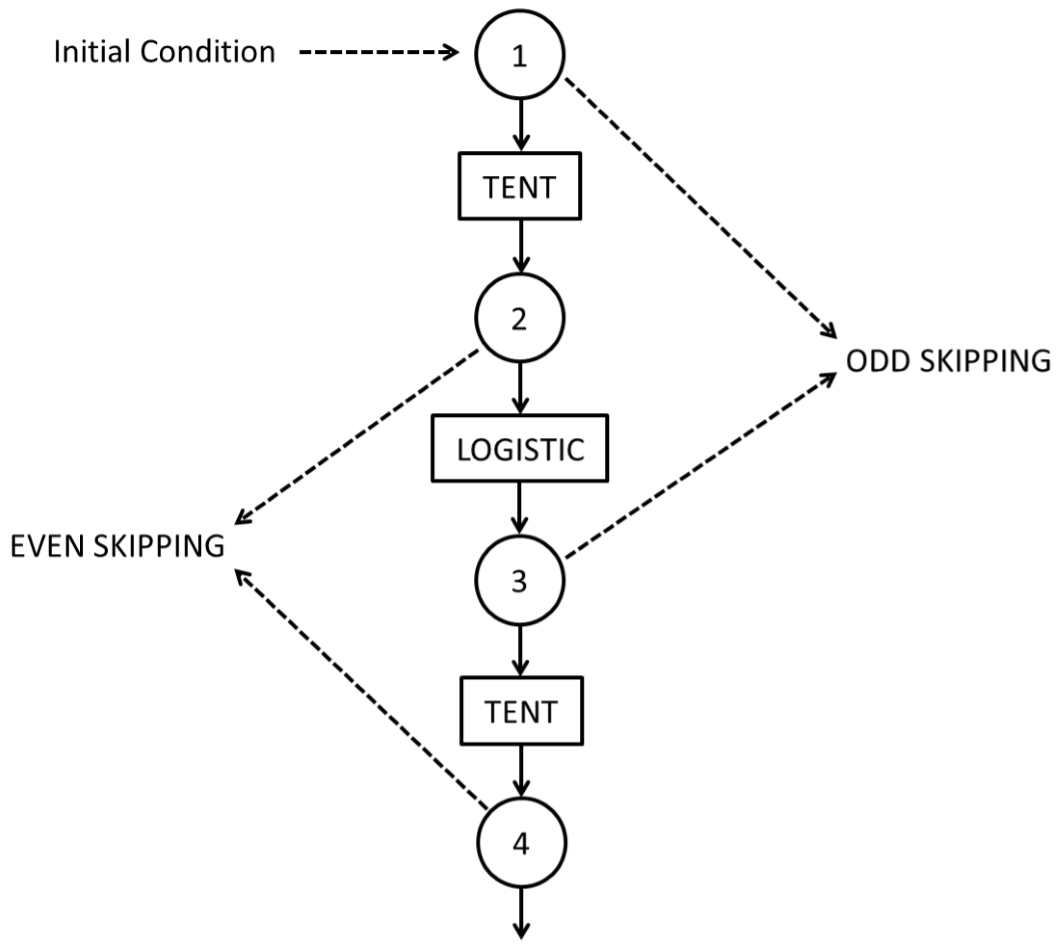 Initial Condition
1
TENT
2
ODD SKIPPING
LOGISTIC
EVEN SKIPPING
3
TENT
4